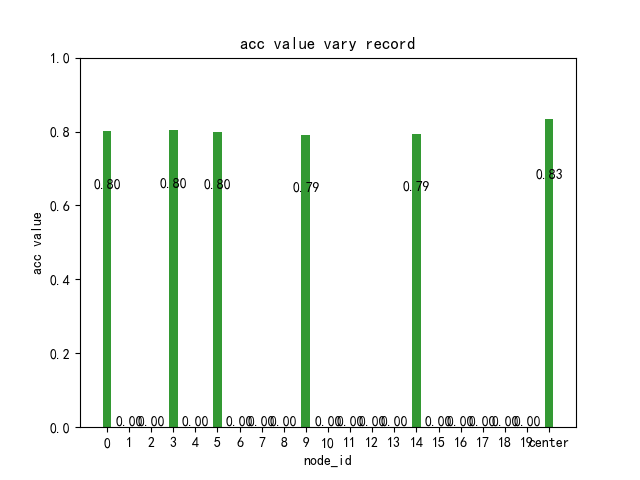 acc value vary record
acc value
1.0
0.8
0.6
0.4
0.2
0.0
0.80 0.00 0.00 0.80 0.00 0.80 0.00 0.00 0.00 0.79 0.00 0.00 0.00 0.00 0.79 0.00 0.00 0.00 0.00 0.00 0.83
0 1 2 3 4 5 6 7 8 9 10 11 12 13 14 15 16 17 18 19 center
node_id